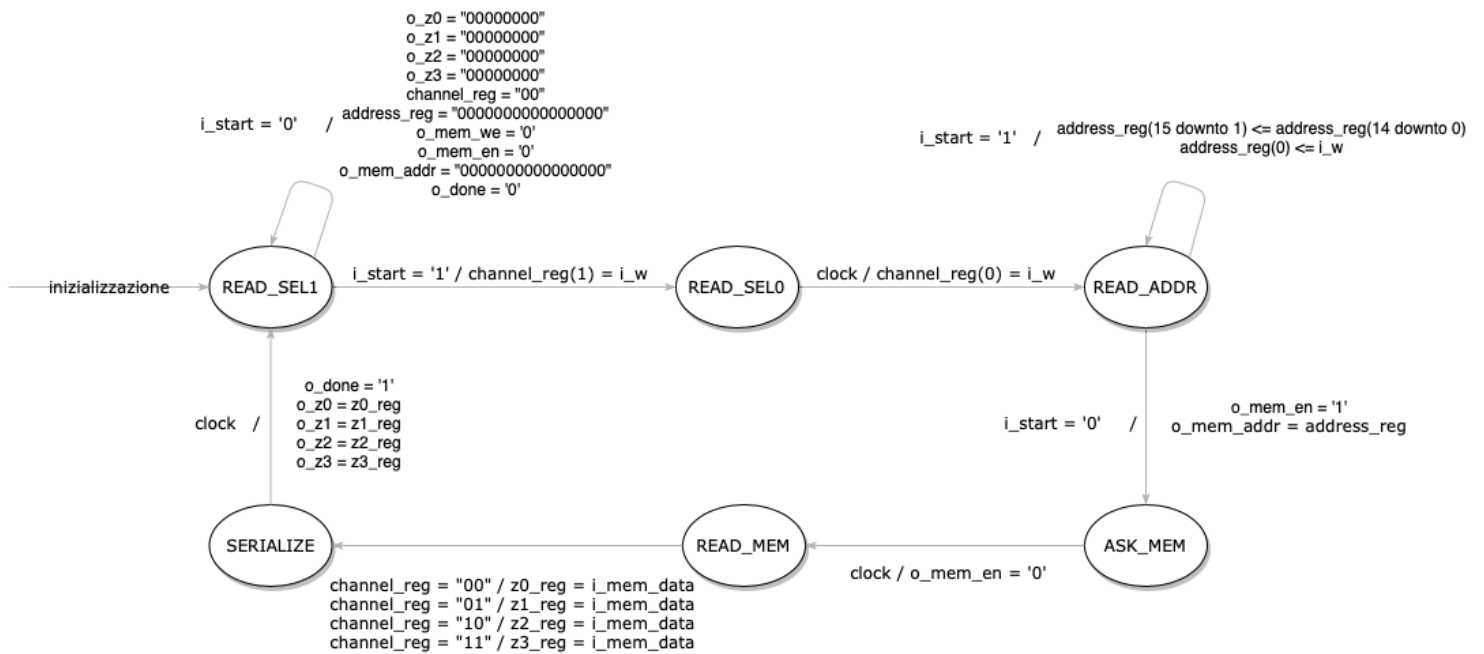 o_z0 = "00000000"
o_z1 = "00000000"
o_z2 = "00000000"
o_z3 = "00000000"
channel_reg = "00"
i_start = '0' / address_reg = "0000000000000000"
o_mem_we = '0'
o_mem_en = '0'
o_mem_addr = "0000000000000000"
o_done = '0'
i_start = '1' / address_reg(15 downto 1) <= address_reg(14 downto 0)
address_reg(0) <= i_w
inizializzazione
READ_SEL1
i_start = '1' / channel_reg(1) = i_w
READ_SEL0
clock / channel_reg(0) = i_w
READ_ADDR
clock /
o_done = '1'
o_z0 = z0_reg
o_z1 = z1_reg
o_z2 = z2_reg
o_z3 = z3_reg
i_start = '0' /
o_mem_en = '1'
o_mem_addr = address_reg
SERIALIZE
READ_MEM
ASK_MEM
channel_reg = "00" / z0_reg = i_mem_data
channel_reg = "01" / z1_reg = i_mem_data
channel_reg = "10" / z2_reg = i_mem_data
channel_reg = "11" / z3_reg = i_mem_data
clock / o_mem_en = '0'